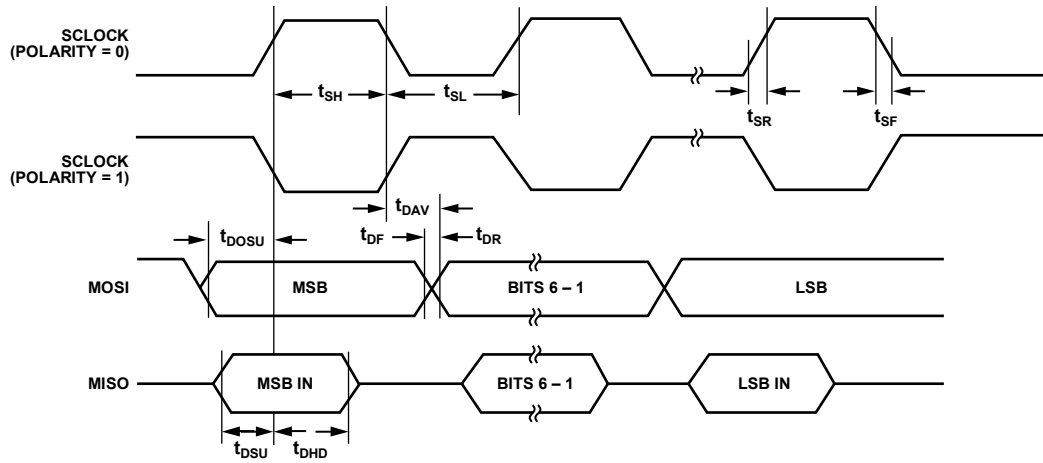 SCLOCK
(POLARITY = 0)
tSH
tSL
tSR
tSF
SCLOCK
(POLARITY = 1)
tDAV
tDOSU
tDF
tDR
MOSI
MSB
BITS 6 – 1
LSB
MISO
MSB IN
BITS 6 – 1
LSB IN
tDSU
tDHD